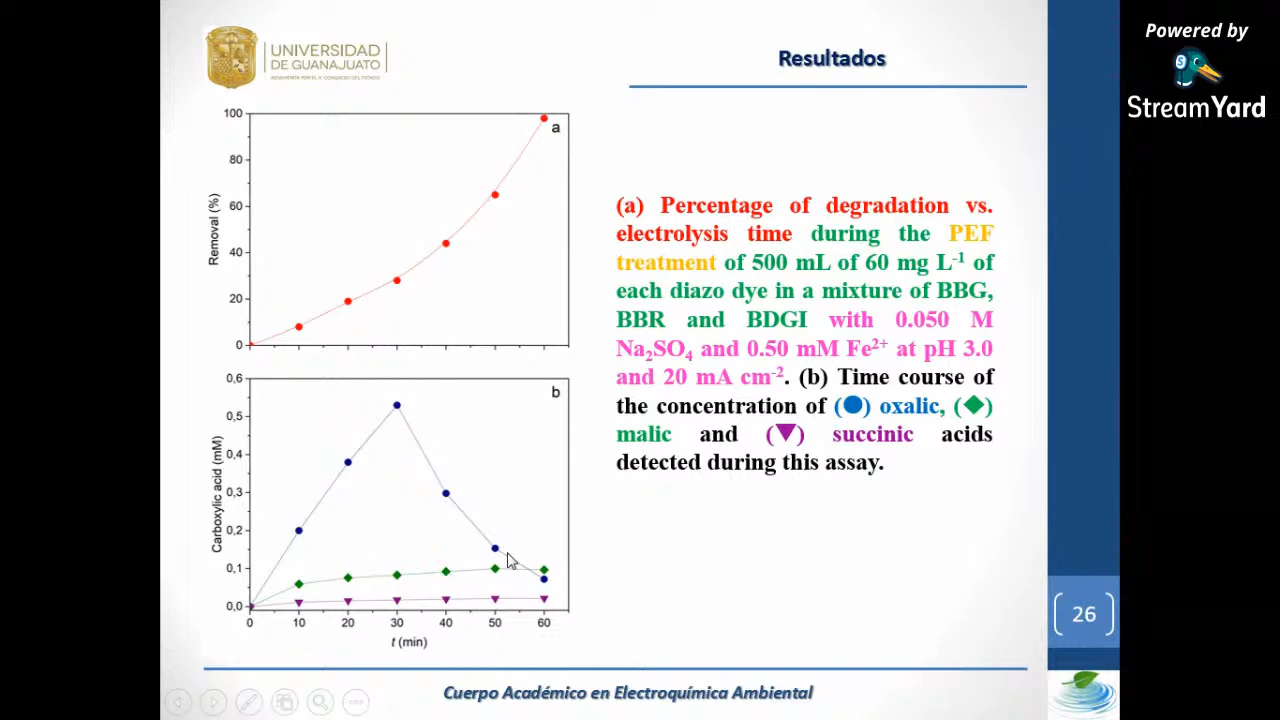 Powered by
StreamYard
UNIVERSIDAD
DE GUANAJUATO
Resultados
a
100
80
60
40
20
0
Removal (%)
b
0,6
0,5
0,4
0,3
0,2
0,1
0,0
Carboxylic acid (mM)
0 10 20 30 40 50 60
t (min)
(a) Percentage of degradation vs.
electrolysis time during the PEF
treatment of 500 mL of 60 mg L⁻¹ of
each diazo dye in a mixture of BBG,
BBR and BDGI with 0.050 M
Na₂SO₄ and 0.50 mM Fe²⁺ at pH 3.0
and 20 mA cm⁻². (b) Time course of
the concentration of (●) oxalic, (◆)
malic and (▼) succinic acids
detected during this assay.
26
Cuerpo Académico en Electroquímica Ambiental